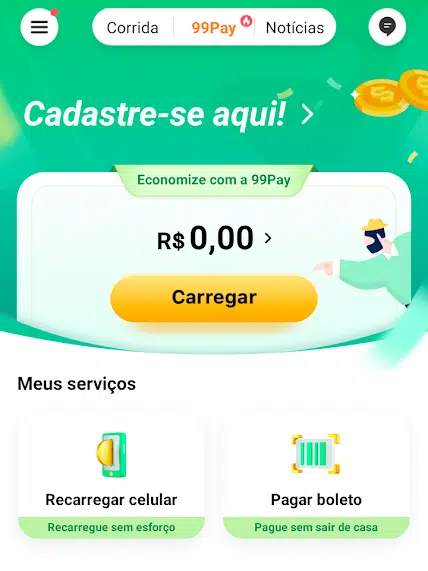 Corrida 99Pay Notícias
Cadastre-se aqui!
Economize com a 99Pay
R$ 0,00
Carregar
Meus serviços
Recarregar celular
Recarregue sem esforço
Pagar boleto
Pague sem sair de casa